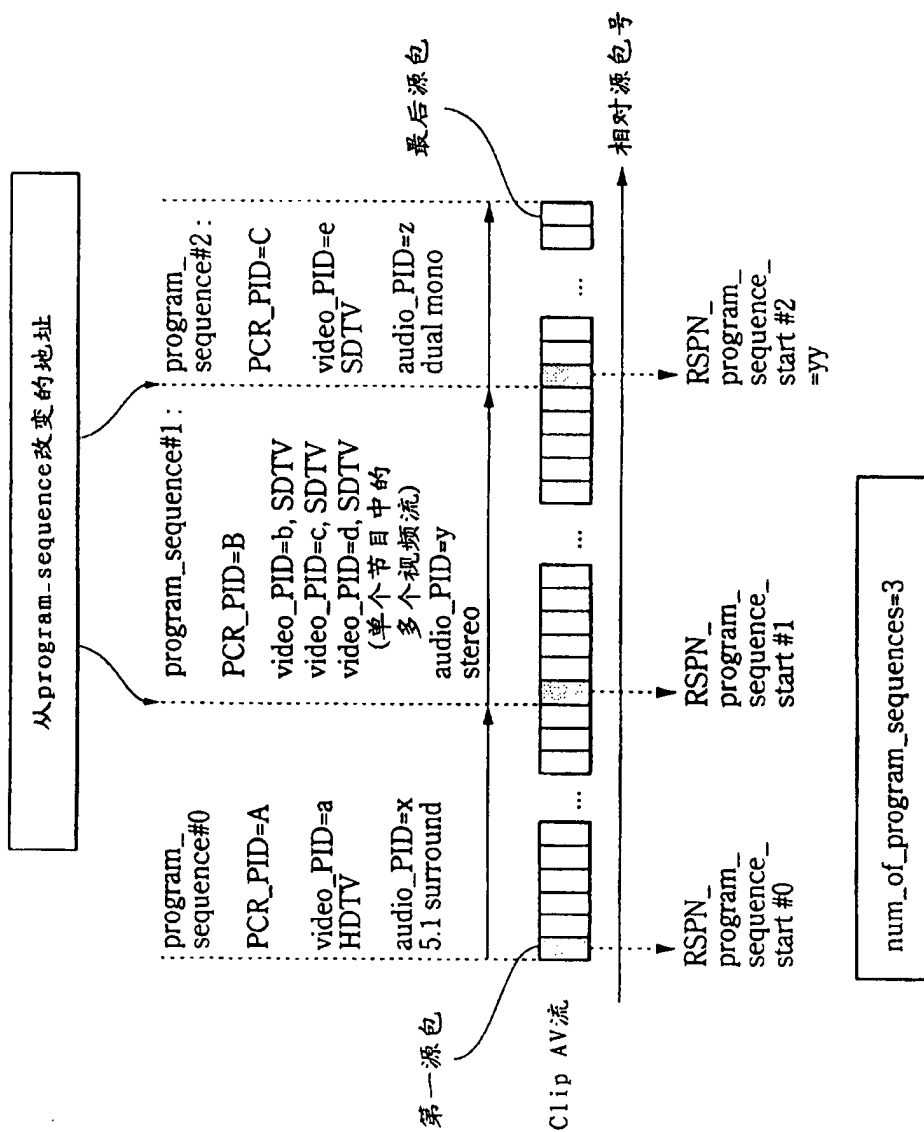 从program_sequence改变的地址
program_
sequence#0
PCR_PID=A
video_PID=a
HDTV
audio_PID=x
5.1 surround
program_sequence#1:
PCR_PID=B
video_PID=b, SDTV
video_PID=c, SDTV
video_PID=d, SDTV
(单个节目中的
多个视频流)
audio_PID=y
stereo
program_
sequence#2:
PCR_PID=C
video_PID=e
SDTV
audio_PID=z
dual mono
第一源包
最后源包
Clip AV流
...
...
...
相对源包号
RSPN_
program_
sequence_
start #0
RSPN_
program_
sequence_
start #1
RSPN_
program_
sequence_
start #2
=yy
num_of_program_sequences=3